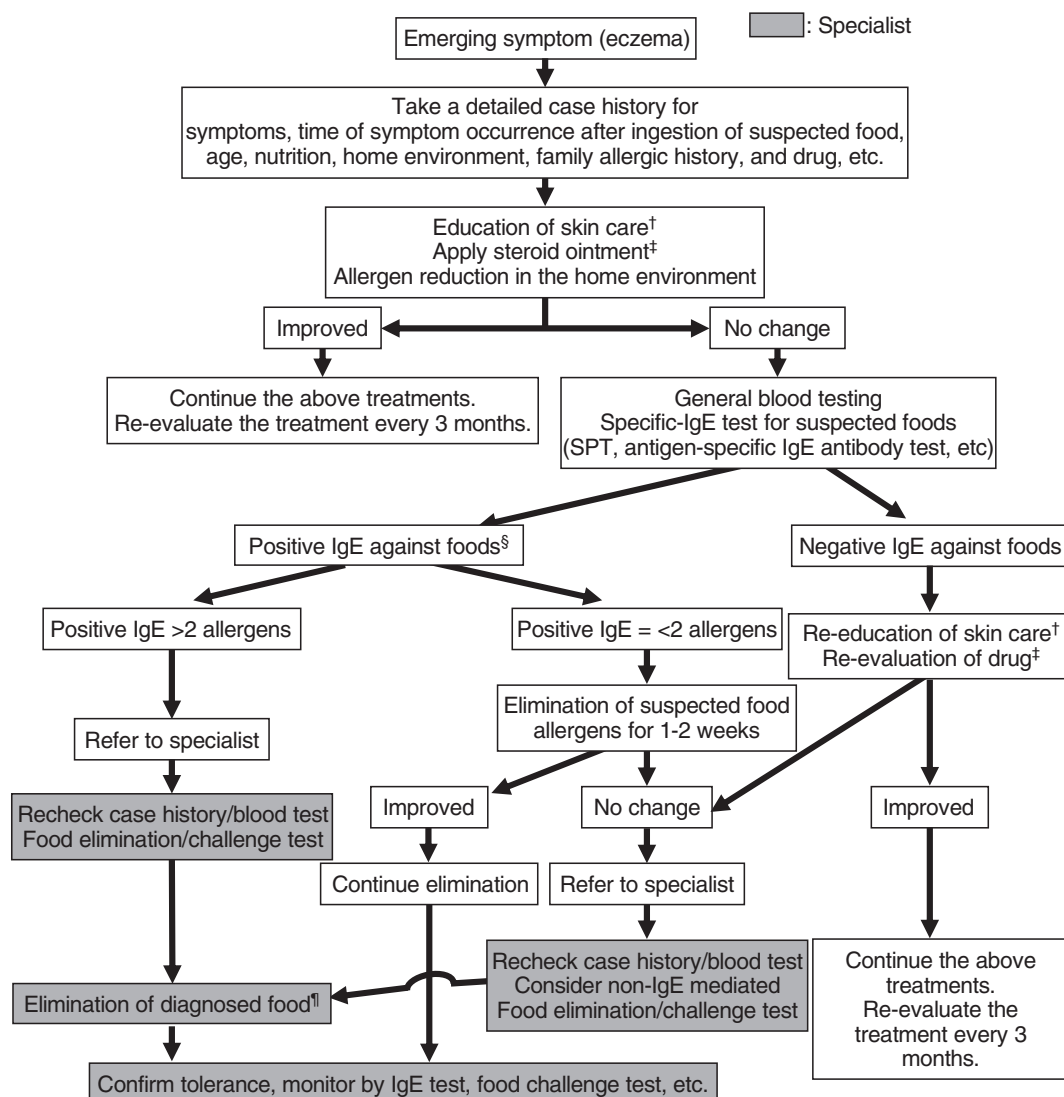 : Specialist
Emerging symptom (eczema)
Take a detailed case history for
symptoms, time of symptom occurrence after ingestion of suspected food,
age, nutrition, home environment, family allergic history, and drug, etc.
Education of skin care†
Apply steroid ointment‡
Allergen reduction in the home environment
Improved
No change
Continue the above treatments.
Re-evaluate the treatment every 3 months.
General blood testing
Specific-IgE test for suspected foods
(SPT, antigen-specific IgE antibody test, etc)
Positive IgE against foods§
Negative IgE against foods
Positive IgE >2 allergens
Positive IgE = <2 allergens
Re-education of skin care†
Re-evaluation of drug‡
Elimination of suspected food
allergens for 1-2 weeks
Refer to specialist
Recheck case history/blood test
Food elimination/challenge test
Improved
No change
Improved
Continue elimination
Refer to specialist
Recheck case history/blood test
Consider non-IgE mediated
Food elimination/challenge test
Continue the above
treatments.
Re-evaluate the
treatment every 3
months.
Elimination of diagnosed food¶
Confirm tolerance, monitor by IgE test, food challenge test, etc.